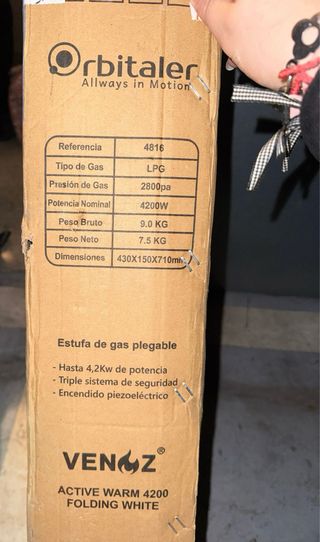 Orbitaler
Allways in Motion
Referencia 4816
Tipo de Gas LPG
Presión de Gas 2800pa
Potencia Nominal 4200W
Peso Bruto 9.0 KG
Peso Neto 7.5 KG
Dimensiones 430X150X710mm
Estufa de gas plegable
- Hasta 4,2Kw de potencia
- Triple sistema de seguridad
- Encendido piezoeléctrico
VENOZ®
ACTIVE WARM 4200
FOLDING WHITE